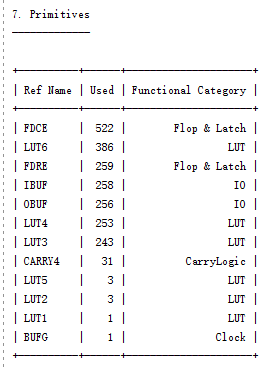 7. Primitives
-------------
+----------+------+---------------------+
| Ref Name | Used | Functional Category |
+----------+------+---------------------+
| FDCE     |  522 |        Flop & Latch |
| LUT6     |  386 |                 LUT |
| FDRE     |  259 |        Flop & Latch |
| IBUF     |  258 |                  IO |
| OBUF     |  256 |                  IO |
| LUT4     |  253 |                 LUT |
| LUT3     |  243 |                 LUT |
| CARRY4   |   31 |          CarryLogic |
| LUT5     |    3 |                 LUT |
| LUT2     |    3 |                 LUT |
| LUT1     |    1 |                 LUT |
| BUFG     |    1 |               Clock |
+----------+------+---------------------+